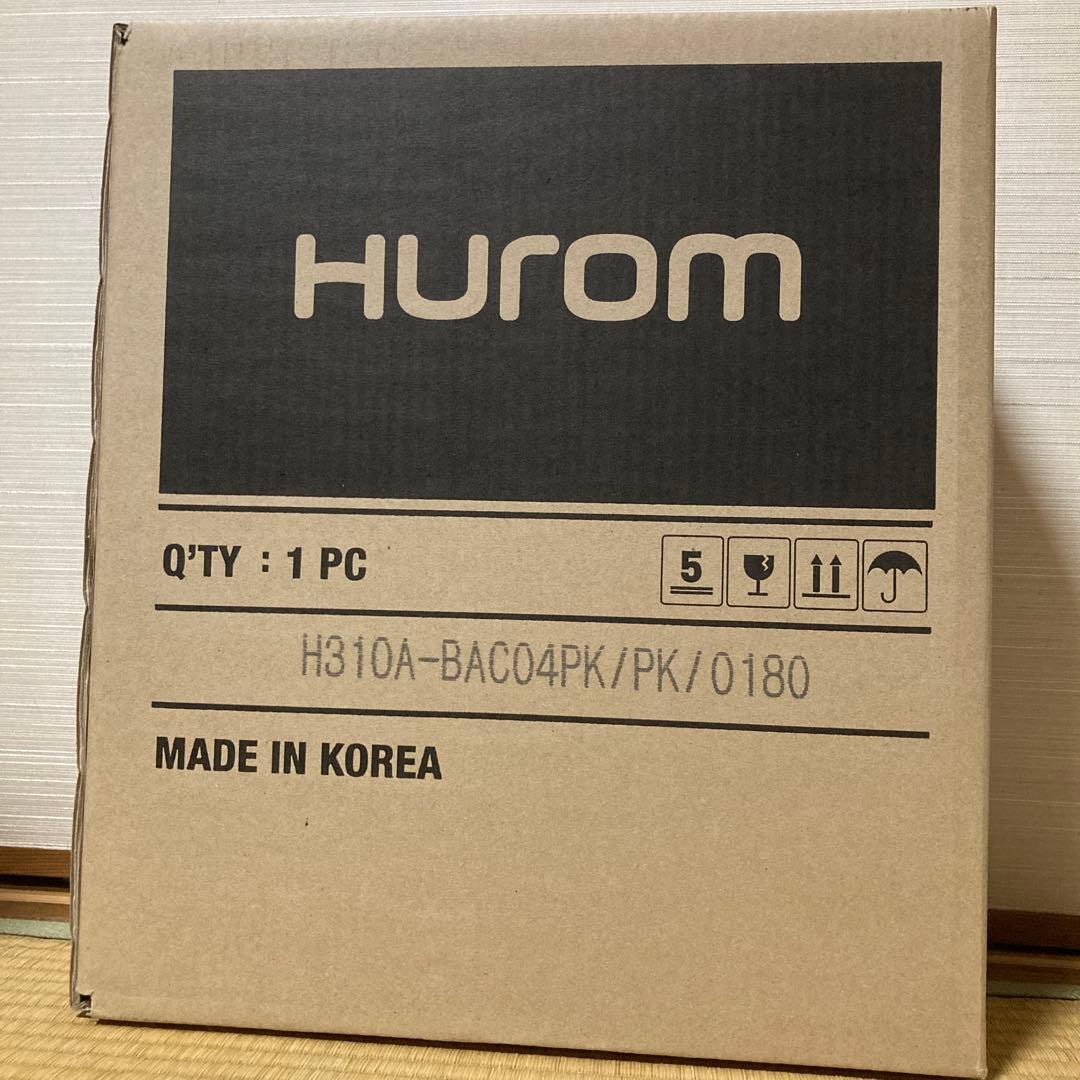 Hurom
Q'TY : 1 PC
5
H310A-BAC04PK/PK/0180
MADE IN KOREA